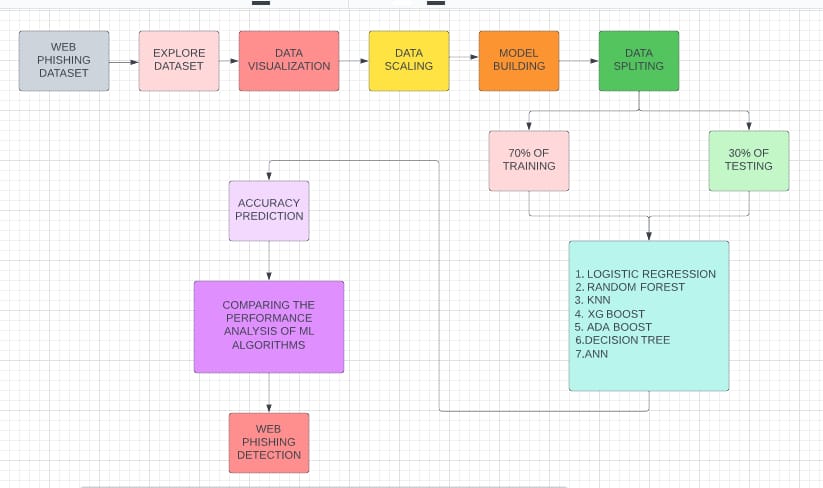 WEB
PHISHING
DATASET
EXPLORE
DATASET
DATA
VISUALIZATION
DATA
SCALING
MODEL
BUILDING
DATA
SPLITING
70% OF
TRAINING
30% OF
TESTING
ACCURACY
PREDICTION
1. LOGISTIC REGRESSION
2. RANDOM FOREST
3. KNN
4. XG BOOST
5. ADA BOOST
6.DECISION TREE
7.ANN
COMPARING THE
PERFORMANCE
ANALYSIS OF ML
ALGORITHMS
WEB
PHISHING
DETECTION